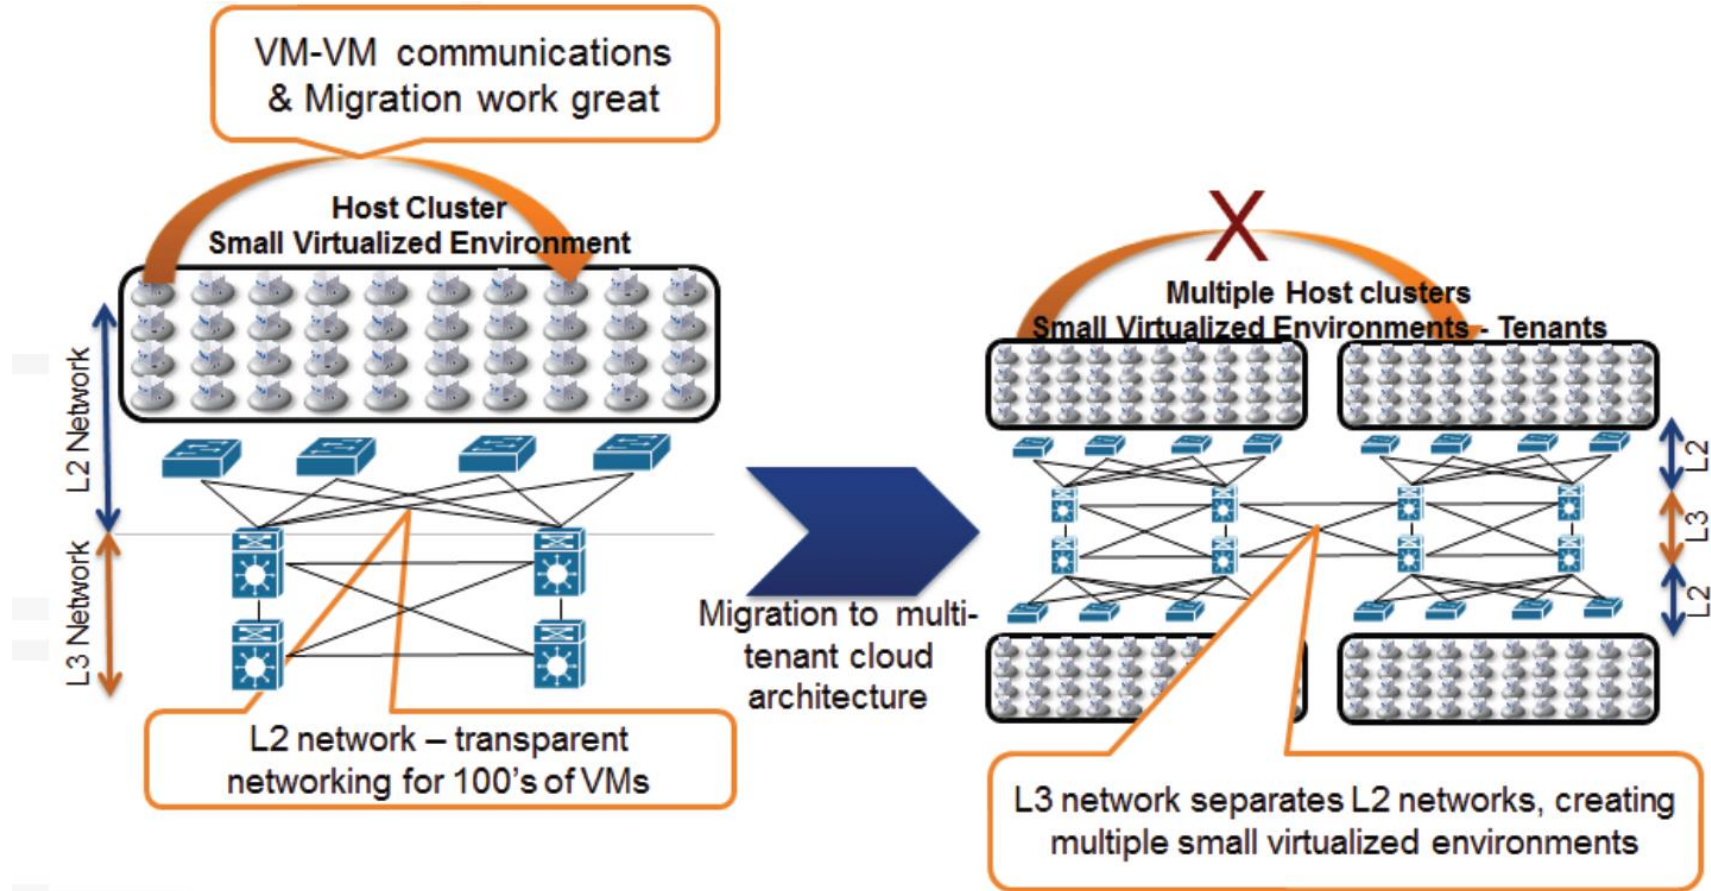 VM-VM communications
& Migration work great
Host Cluster
Small Virtualized Environment
L2 Network
L3 Network
L2 network – transparent
networking for 100's of VMs
Migration to multi-
tenant cloud
architecture
X
Multiple Host clusters
Small Virtualized Environments - Tenants
L2
L3
L2
L3 network separates L2 networks, creating
multiple small virtualized environments